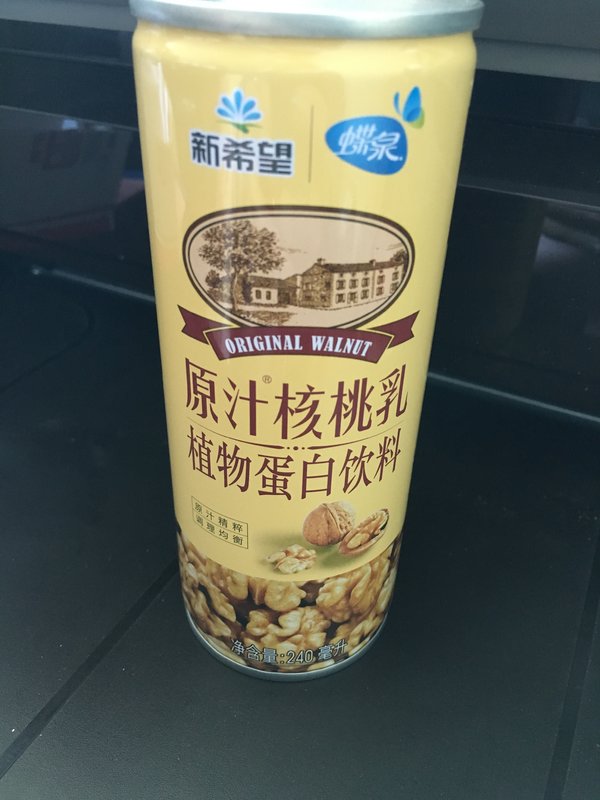 新希望
蝶泉
ORIGINAL WALNUT
原汁®核桃乳
植物蛋白饮料
原汁精粹
调理均衡
净含量:240毫升